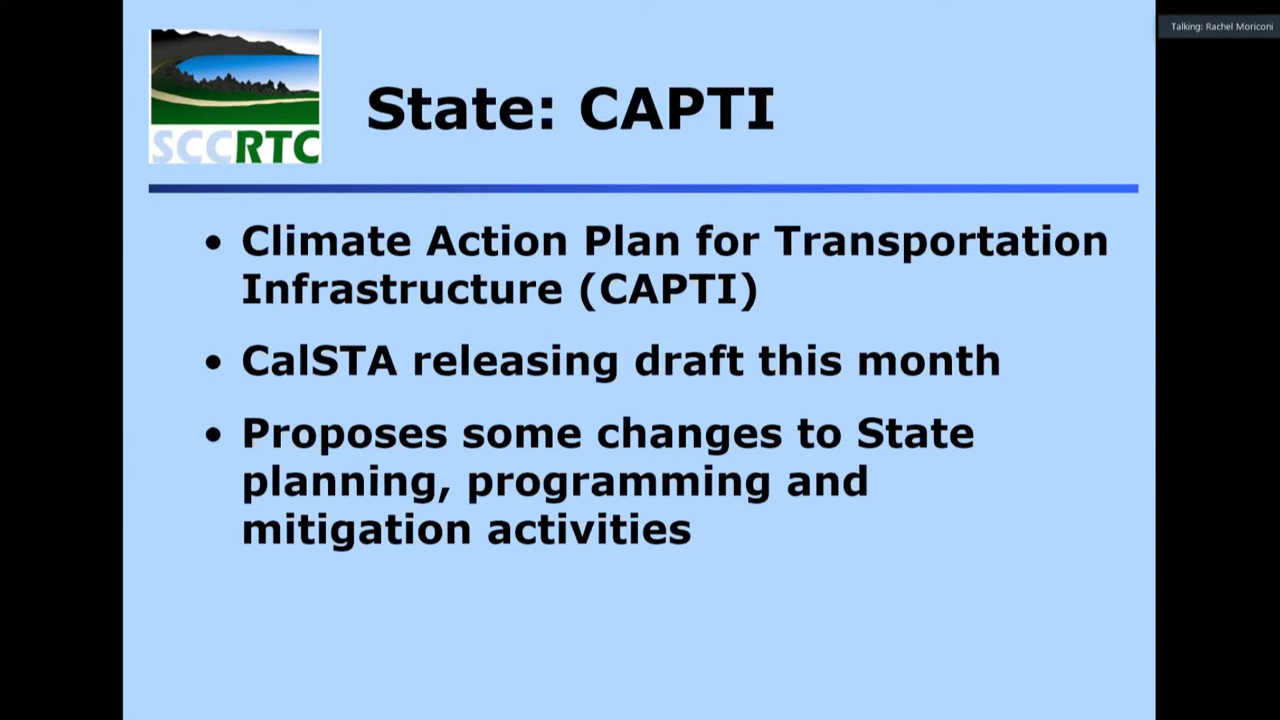 Talking: Rachel Moriconi
SCCRTC
State: CAPTI
• Climate Action Plan for Transportation
Infrastructure (CAPTI)
• CalSTA releasing draft this month
• Proposes some changes to State
planning, programming and
mitigation activities